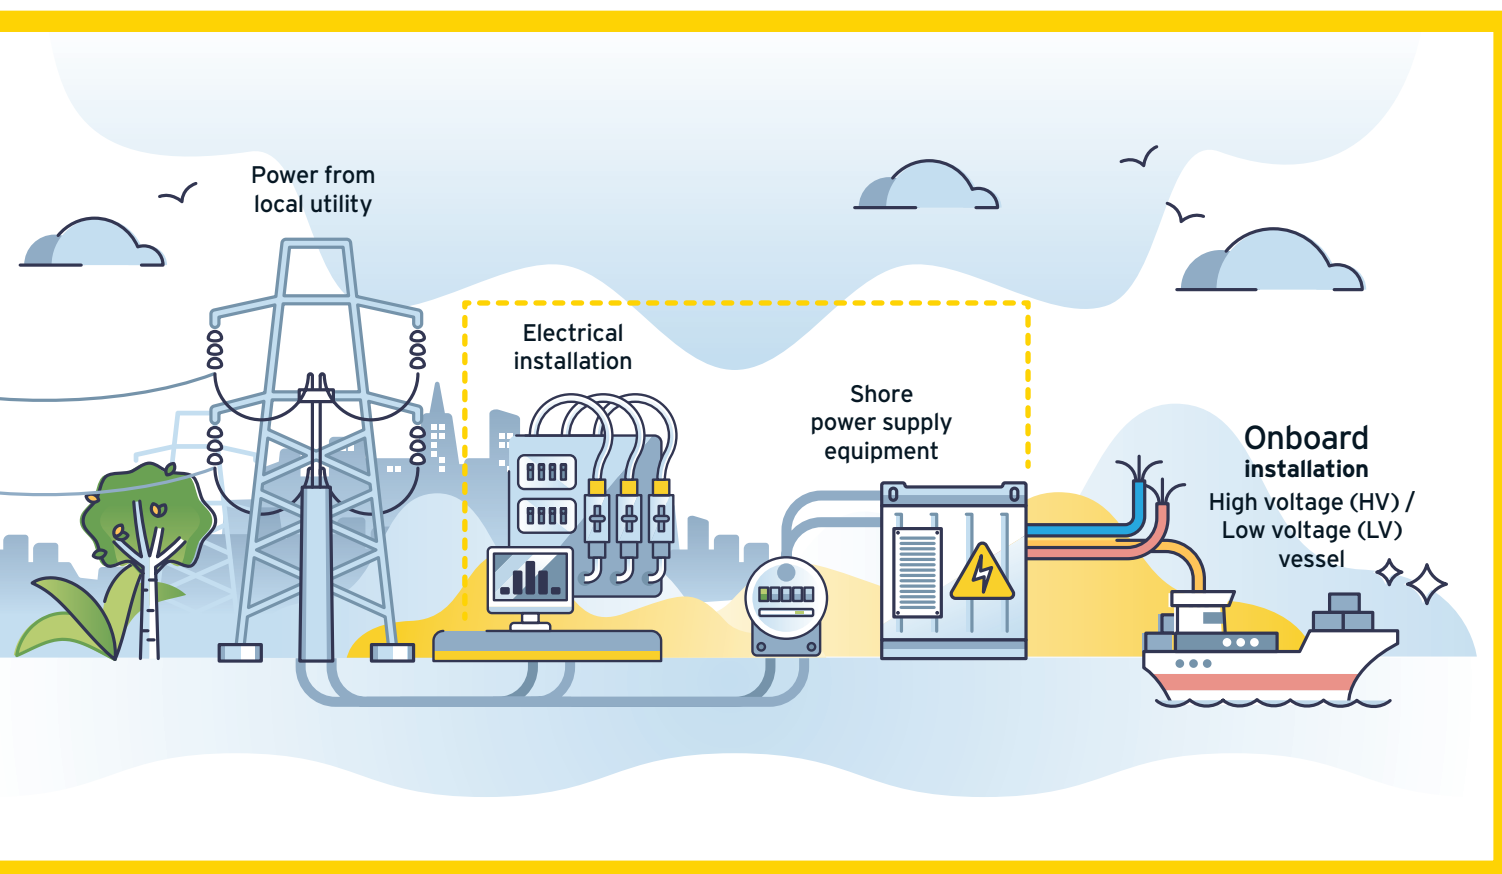 Power from
local utility
Electrical
installation
Shore
power supply
equipment
Onboard
installation
High voltage (HV) /
Low voltage (LV)
vessel